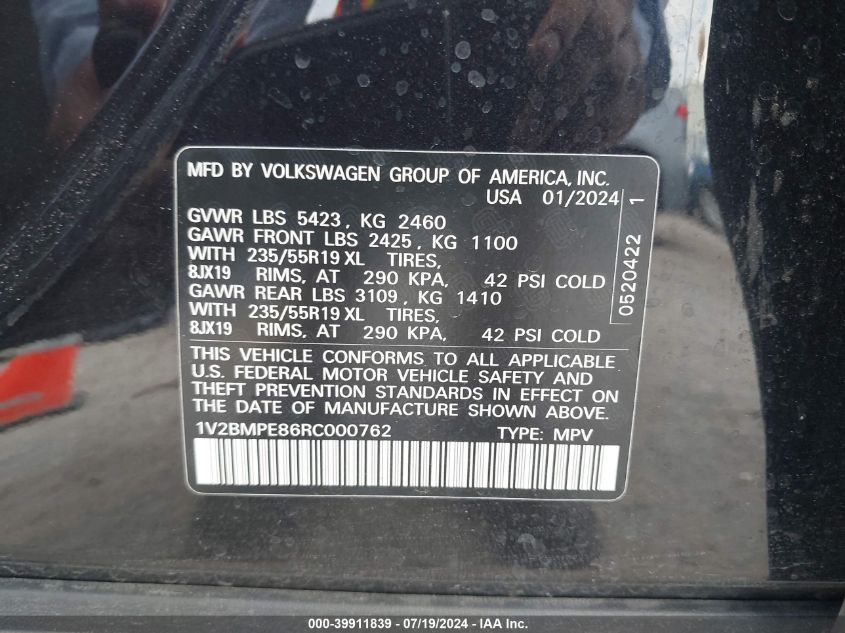 MFD BY VOLKSWAGEN GROUP OF AMERICA, INC.
USA 01/2024
GVWR LBS 5423, KG 2460
GAWR FRONT LBS 2425, KG 1100
WITH 235/55R19 XL TIRES,
8JX19 RIMS, AT 290 KPA, 42 PSI COLD
GAWR REAR LBS 3109, KG 1410
WITH 235/55R19 XL TIRES,
8JX19 RIMS, AT 290 KPA, 42 PSI COLD
0520422 1
THIS VEHICLE CONFORMS TO ALL APPLICABLE
U.S. FEDERAL MOTOR VEHICLE SAFETY AND
THEFT PREVENTION STANDARDS IN EFFECT ON
THE DATE OF MANUFACTURE SHOWN ABOVE.
1V2BMPE86RC000762 TYPE: MPV
000-39911839 - 07/19/2024 - IAA Inc.